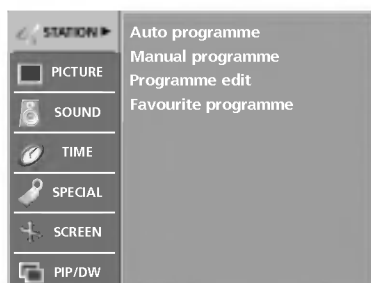 STATION
Auto programme
Manual programme
Programme edit
Favourite programme
PICTURE
SOUND
TIME
SPECIAL
SCREEN
PIP/DW